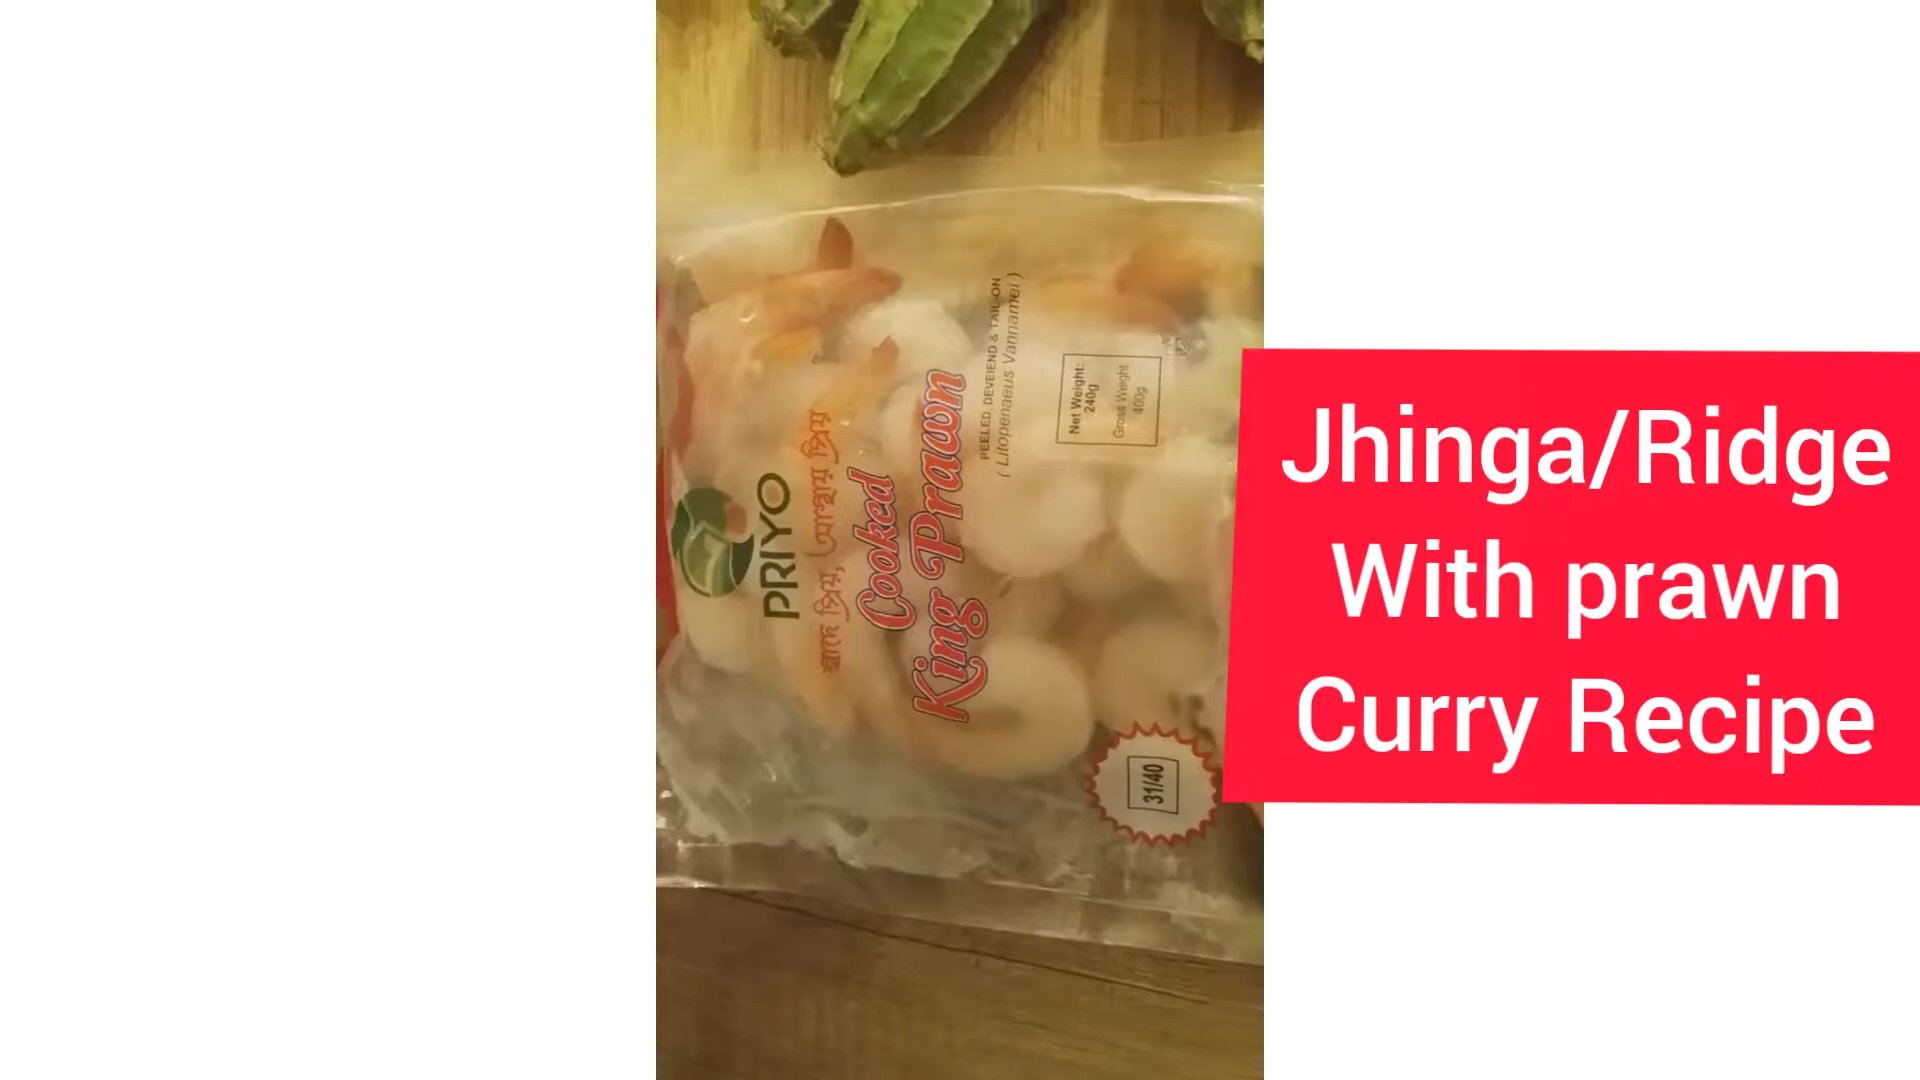 PRIYO
স্বাদে প্রিয়, আস্থায় প্রিয়
Cooked
King Prawn
PEELED, DEVEIEND & TAIL-ON
( Litopenaeus Vannamei )
Net Weight:
240g
Gross Weight
400g
31/40
Jhinga/Ridge
With prawn
Curry Recipe